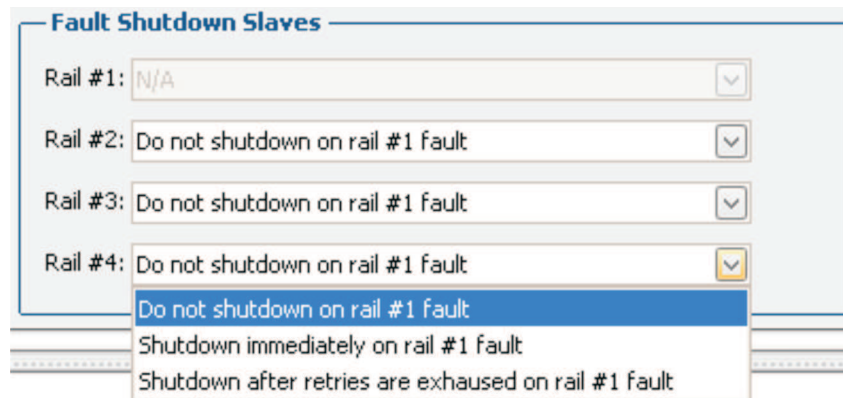 Fault Shutdown Slaves
Rail #1: N/A
Rail #2: Do not shutdown on rail #1 fault
Rail #3: Do not shutdown on rail #1 fault
Rail #4: Do not shutdown on rail #1 fault
Do not shutdown on rail #1 fault
Shutdown immediately on rail #1 fault
Shutdown after retries are exhaused on rail #1 fault